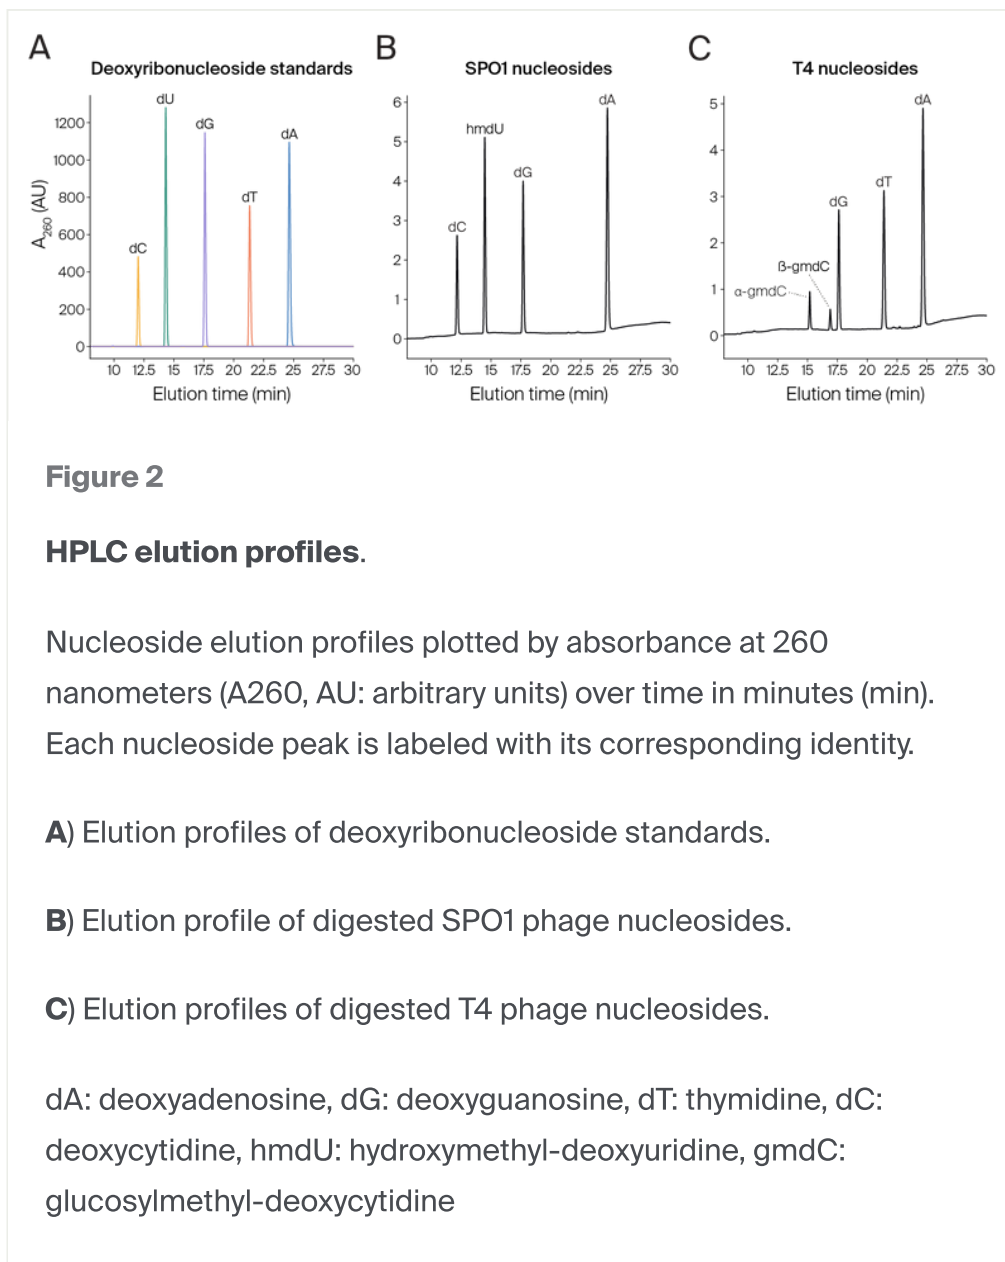 A
Deoxyribonucleoside standards
A260 (AU)
1200
1000
800
600
400
200
0
dC
dU
dG
dT
dA
10 12.5 15 17.5 20 22.5 25 27.5 30
Elution time (min)
B
SPO1 nucleosides
6
5
4
3
2
1
0
dC
hmdU
dG
dA
10 12.5 15 17.5 20 22.5 25 27.5 30
Elution time (min)
C
T4 nucleosides
5
4
3
2
1
0
α-gmdC
ß-gmdC
dG
dT
dA
10 12.5 15 17.5 20 22.5 25 27.5 30
Elution time (min)
Figure 2
HPLC elution profiles.
Nucleoside elution profiles plotted by absorbance at 260
nanometers (A260, AU: arbitrary units) over time in minutes (min).
Each nucleoside peak is labeled with its corresponding identity.
A) Elution profiles of deoxyribonucleoside standards.
B) Elution profile of digested SPO1 phage nucleosides.
C) Elution profiles of digested T4 phage nucleosides.
dA: deoxyadenosine, dG: deoxyguanosine, dT: thymidine, dC:
deoxycytidine, hmdU: hydroxymethyl-deoxyuridine, gmdC:
glucosylmethyl-deoxycytidine